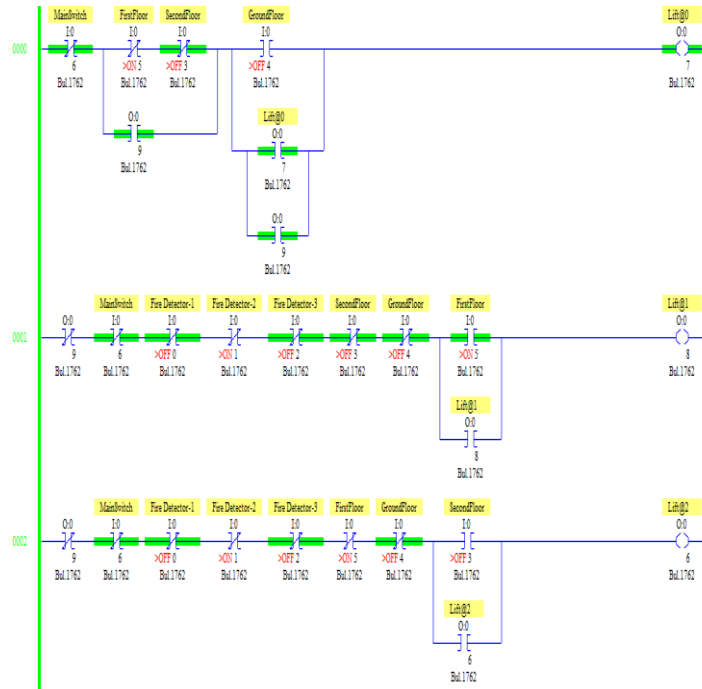 MainSwitch FirstFloor SecondFloor GroundFloor Lift@0
I:0 I:0 I:0 I:0 O:0
0000
6 >ON 5 >OFF 3 >OFF 4 7
Bul.1762 Bul.1762 Bul.1762 Bul.1762 Bul.1762
O:0 Lift@0
9 O:0
Bul.1762 7
Bul.1762
O:0
9
Bul.1762
MainSwitch Fire Detector-1 Fire Detector-2 Fire Detector-3 SecondFloor GroundFloor FirstFloor Lift@1
O:0 I:0 I:0 I:0 I:0 I:0 I:0 I:0 O:0
0001
9 6 >OFF 0 >ON 1 >OFF 2 >OFF 3 >OFF 4 >ON 5 8
Bul.1762 Bul.1762 Bul.1762 Bul.1762 Bul.1762 Bul.1762 Bul.1762 Bul.1762 Bul.1762
Lift@1
O:0
8
Bul.1762
MainSwitch Fire Detector-1 Fire Detector-2 Fire Detector-3 FirstFloor GroundFloor SecondFloor Lift@2
O:0 I:0 I:0 I:0 I:0 I:0 I:0 I:0 O:0
0002
9 6 >OFF 0 >ON 1 >OFF 2 >ON 5 >OFF 4 >OFF 3 6
Bul.1762 Bul.1762 Bul.1762 Bul.1762 Bul.1762 Bul.1762 Bul.1762 Bul.1762 Bul.1762
Lift@2
O:0
6
Bul.1762